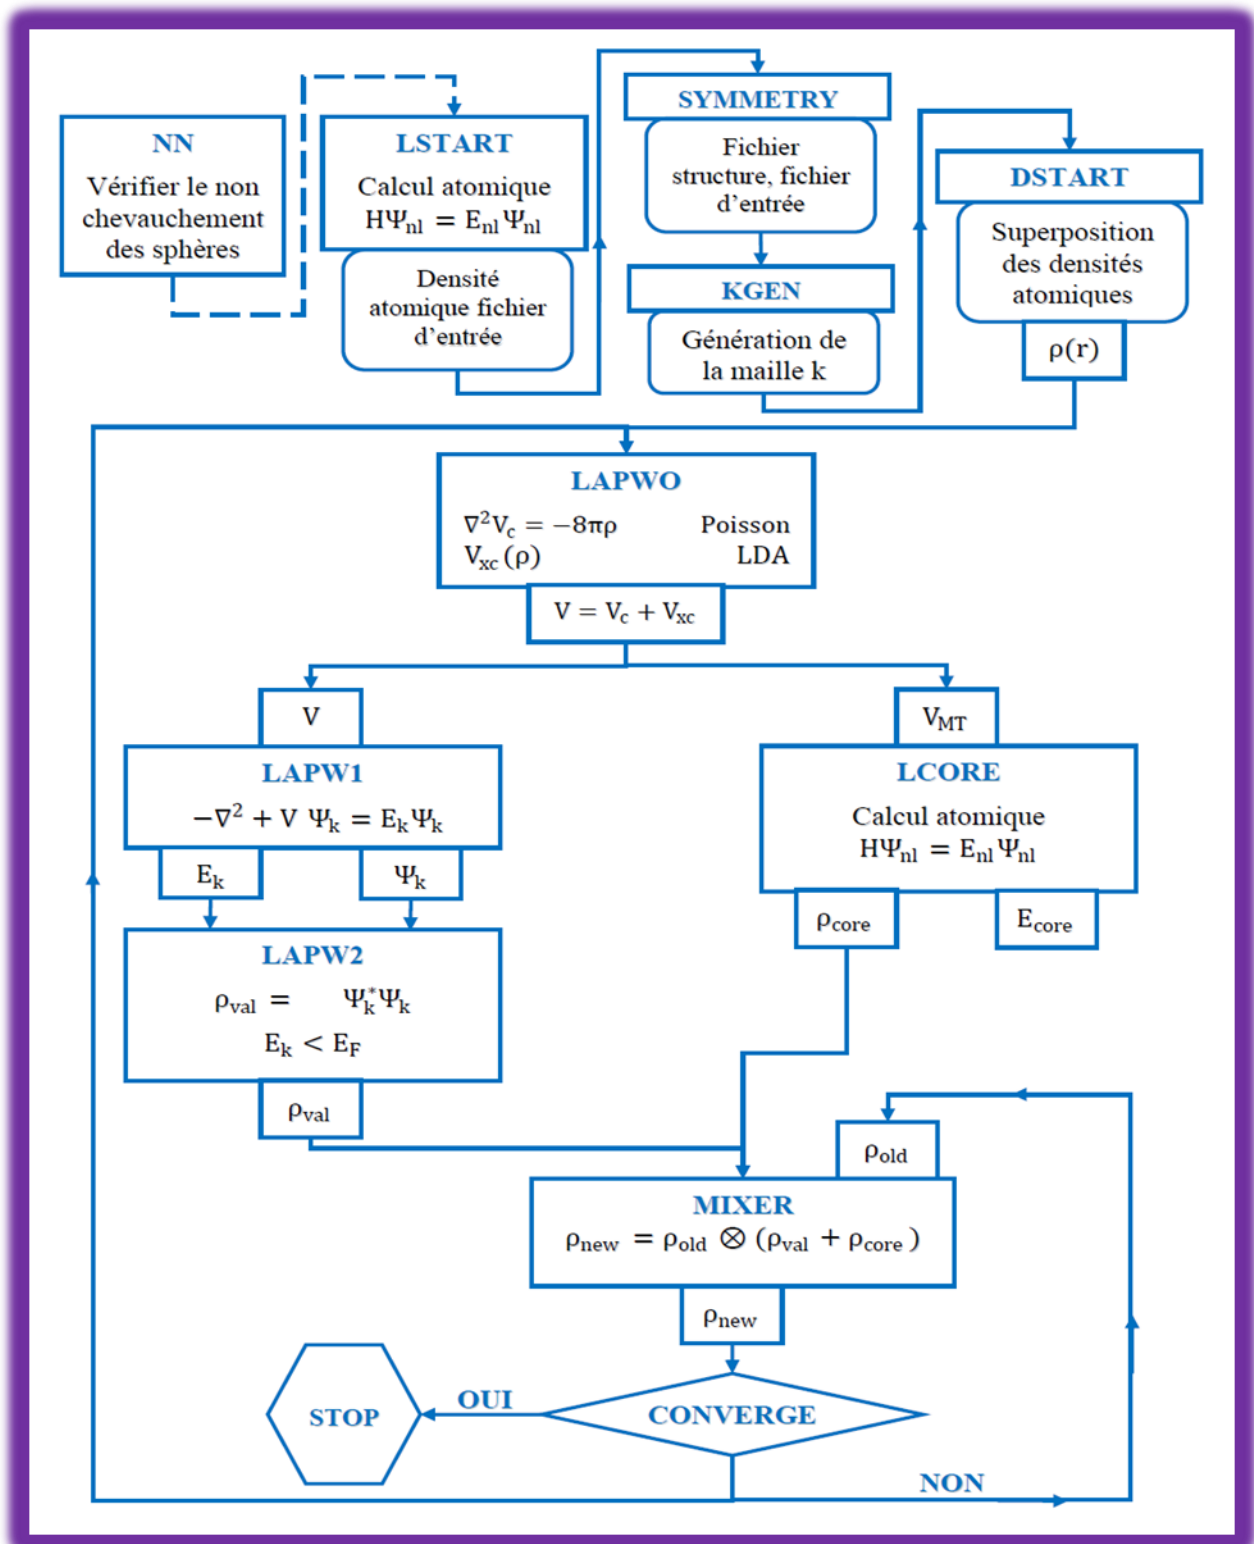 NN
Vérifier le non
chevauchement
des sphères
LSTART
Calcul atomique
HΨnl = EnlΨnl
Densité
atomique fichier
d’entrée
SYMMETRY
Fichier
structure, fichier
d’entrée
KGEN
Génération de
la maille k
DSTART
Superposition
des densités
atomiques
ρ(r)
LAPWO
∇²Vc = −8πρ Poisson
Vxc(ρ) LDA
V = Vc + Vxc
V
LAPW1
−∇² + V Ψk = EkΨk
Ek Ψk
LAPW2
ρval = Ψk*Ψk
Ek < EF
ρval
VMT
LCORE
Calcul atomique
HΨnl = EnlΨnl
ρcore Ecore
ρold
MIXER
ρnew = ρold ⊗ (ρval + ρcore)
ρnew
CONVERGE
OUI
STOP
NON